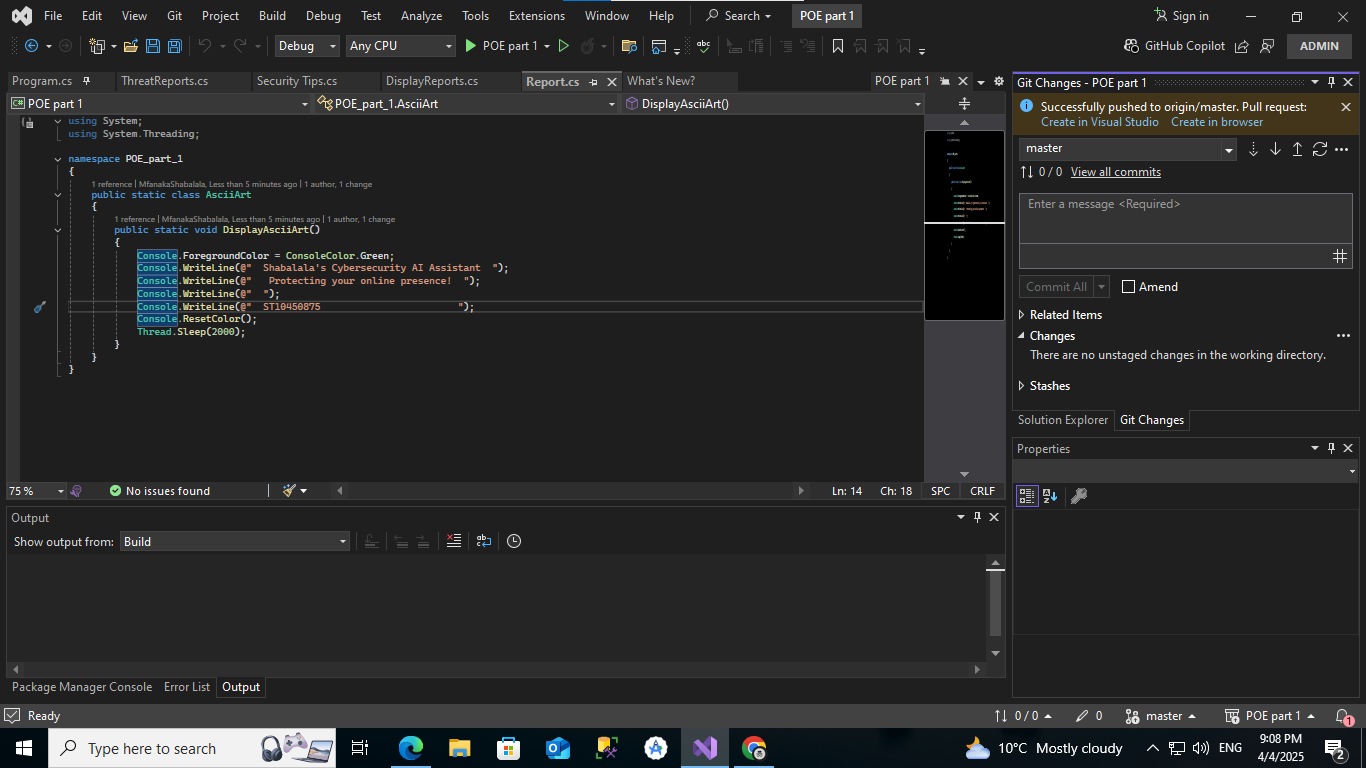 File Edit View Git Project Build Debug Test Analyze Tools Extensions Window Help Search POE part 1 Sign in
Debug Any CPU POE part 1 GitHub Copilot ADMIN
Program.cs ThreatReports.cs Security Tips.cs DisplayReports.cs Report.cs What's New? POE part 1
POE part 1 POE_part_1.AsciiArt DisplayAsciiArt()
using System;
using System.Threading;
namespace POE_part_1
{
1 reference | MfanakaShabalala, Less than 5 minutes ago | 1 author, 1 change
public static class AsciiArt
{
1 reference | MfanakaShabalala, Less than 5 minutes ago | 1 author, 1 change
public static void DisplayAsciiArt()
{
Console.ForegroundColor = ConsoleColor.Green;
Console.WriteLine(@"  Shabalala's Cybersecurity AI Assistant  ");
Console.WriteLine(@"   Protecting your online presence!  ");
Console.WriteLine(@"  ");
Console.WriteLine(@"  ST10450875                        ");
Console.ResetColor();
Thread.Sleep(2000);
}
}
}
75 % No issues found Ln: 14 Ch: 18 SPC CRLF
Output
Show output from: Build
Package Manager Console Error List Output
Git Changes - POE part 1
Successfully pushed to origin/master. Pull request:
Create in Visual Studio Create in browser
master
0 / 0 View all commits
Enter a message <Required>
Commit All Amend
Related Items
Changes
There are no unstaged changes in the working directory.
Stashes
Solution Explorer Git Changes
Properties
Ready 0 / 0 0 master POE part 1 1
Type here to search 10°C Mostly cloudy ENG 9:08 PM
4/4/2025 2